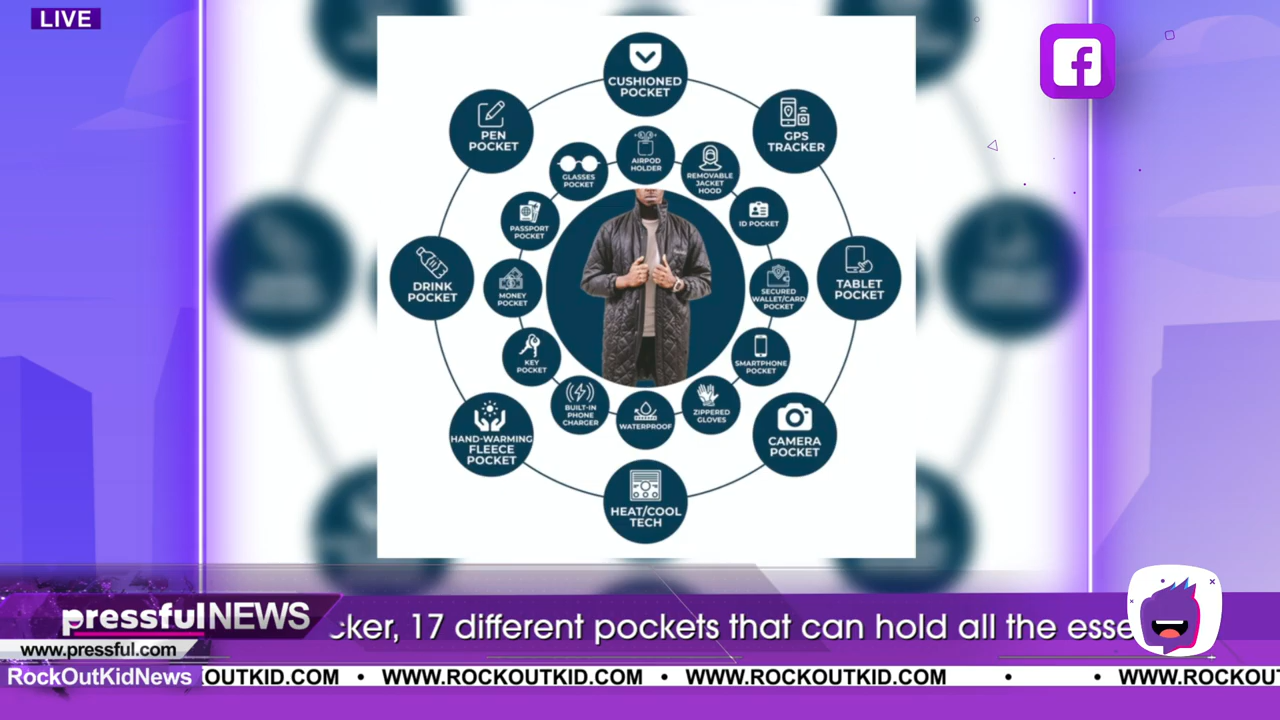 LIVE
CUSHIONED
POCKET
PEN
POCKET
GPS
TRACKER
AIRPOD
HOLDER
GLASSES
POCKET
REMOVABLE
JACKET
HOOD
PASSPORT
POCKET
ID POCKET
DRINK
POCKET
MONEY
POCKET
SECURED
WALLET/CARD
POCKET
TABLET
POCKET
KEY
POCKET
SMARTPHONE
POCKET
BUILT-IN
PHONE
CHARGER
WATERPROOF
ZIPPERED
GLOVES
HAND-WARMING
FLEECE
POCKET
CAMERA
POCKET
HEAT/COOL
TECH
pressfulNEWS
cker, 17 different pockets that can hold all the esse
www.pressful.com
RockOutKidNews
OUTKID.COM • WWW.ROCKOUTKID.COM • WWW.ROCKOUTKID.COM • • WWW.ROCKOUTKID